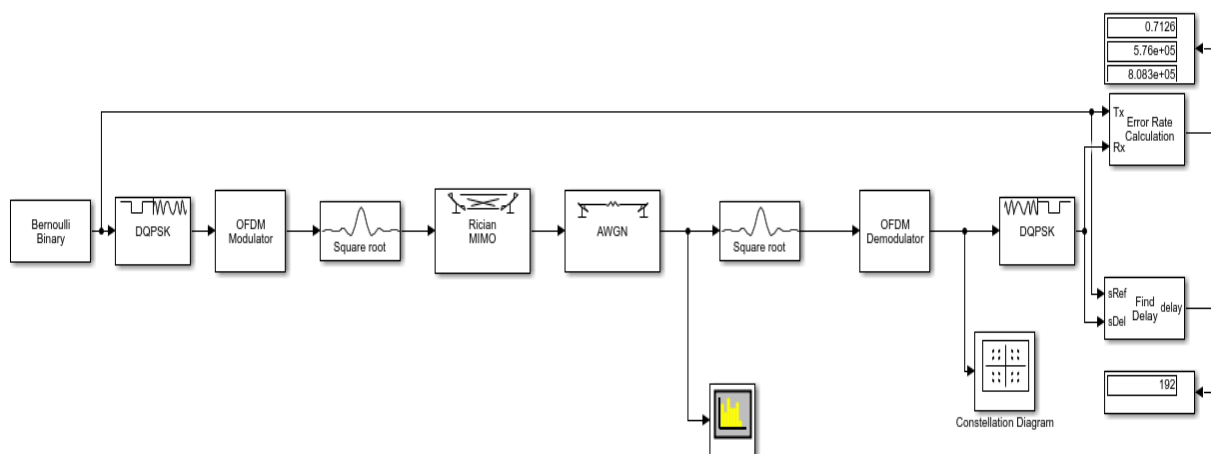 0.7126
5.76e+05
8.083e+05
Tx
Rx
Error Rate
Calculation
Bernoulli
Binary
DQPSK
OFDM
Modulator
Square root
Rician
MIMO
AWGN
Square root
OFDM
Demodulator
DQPSK
sRef
sDel
Find
Delay
delay
192
Constellation Diagram